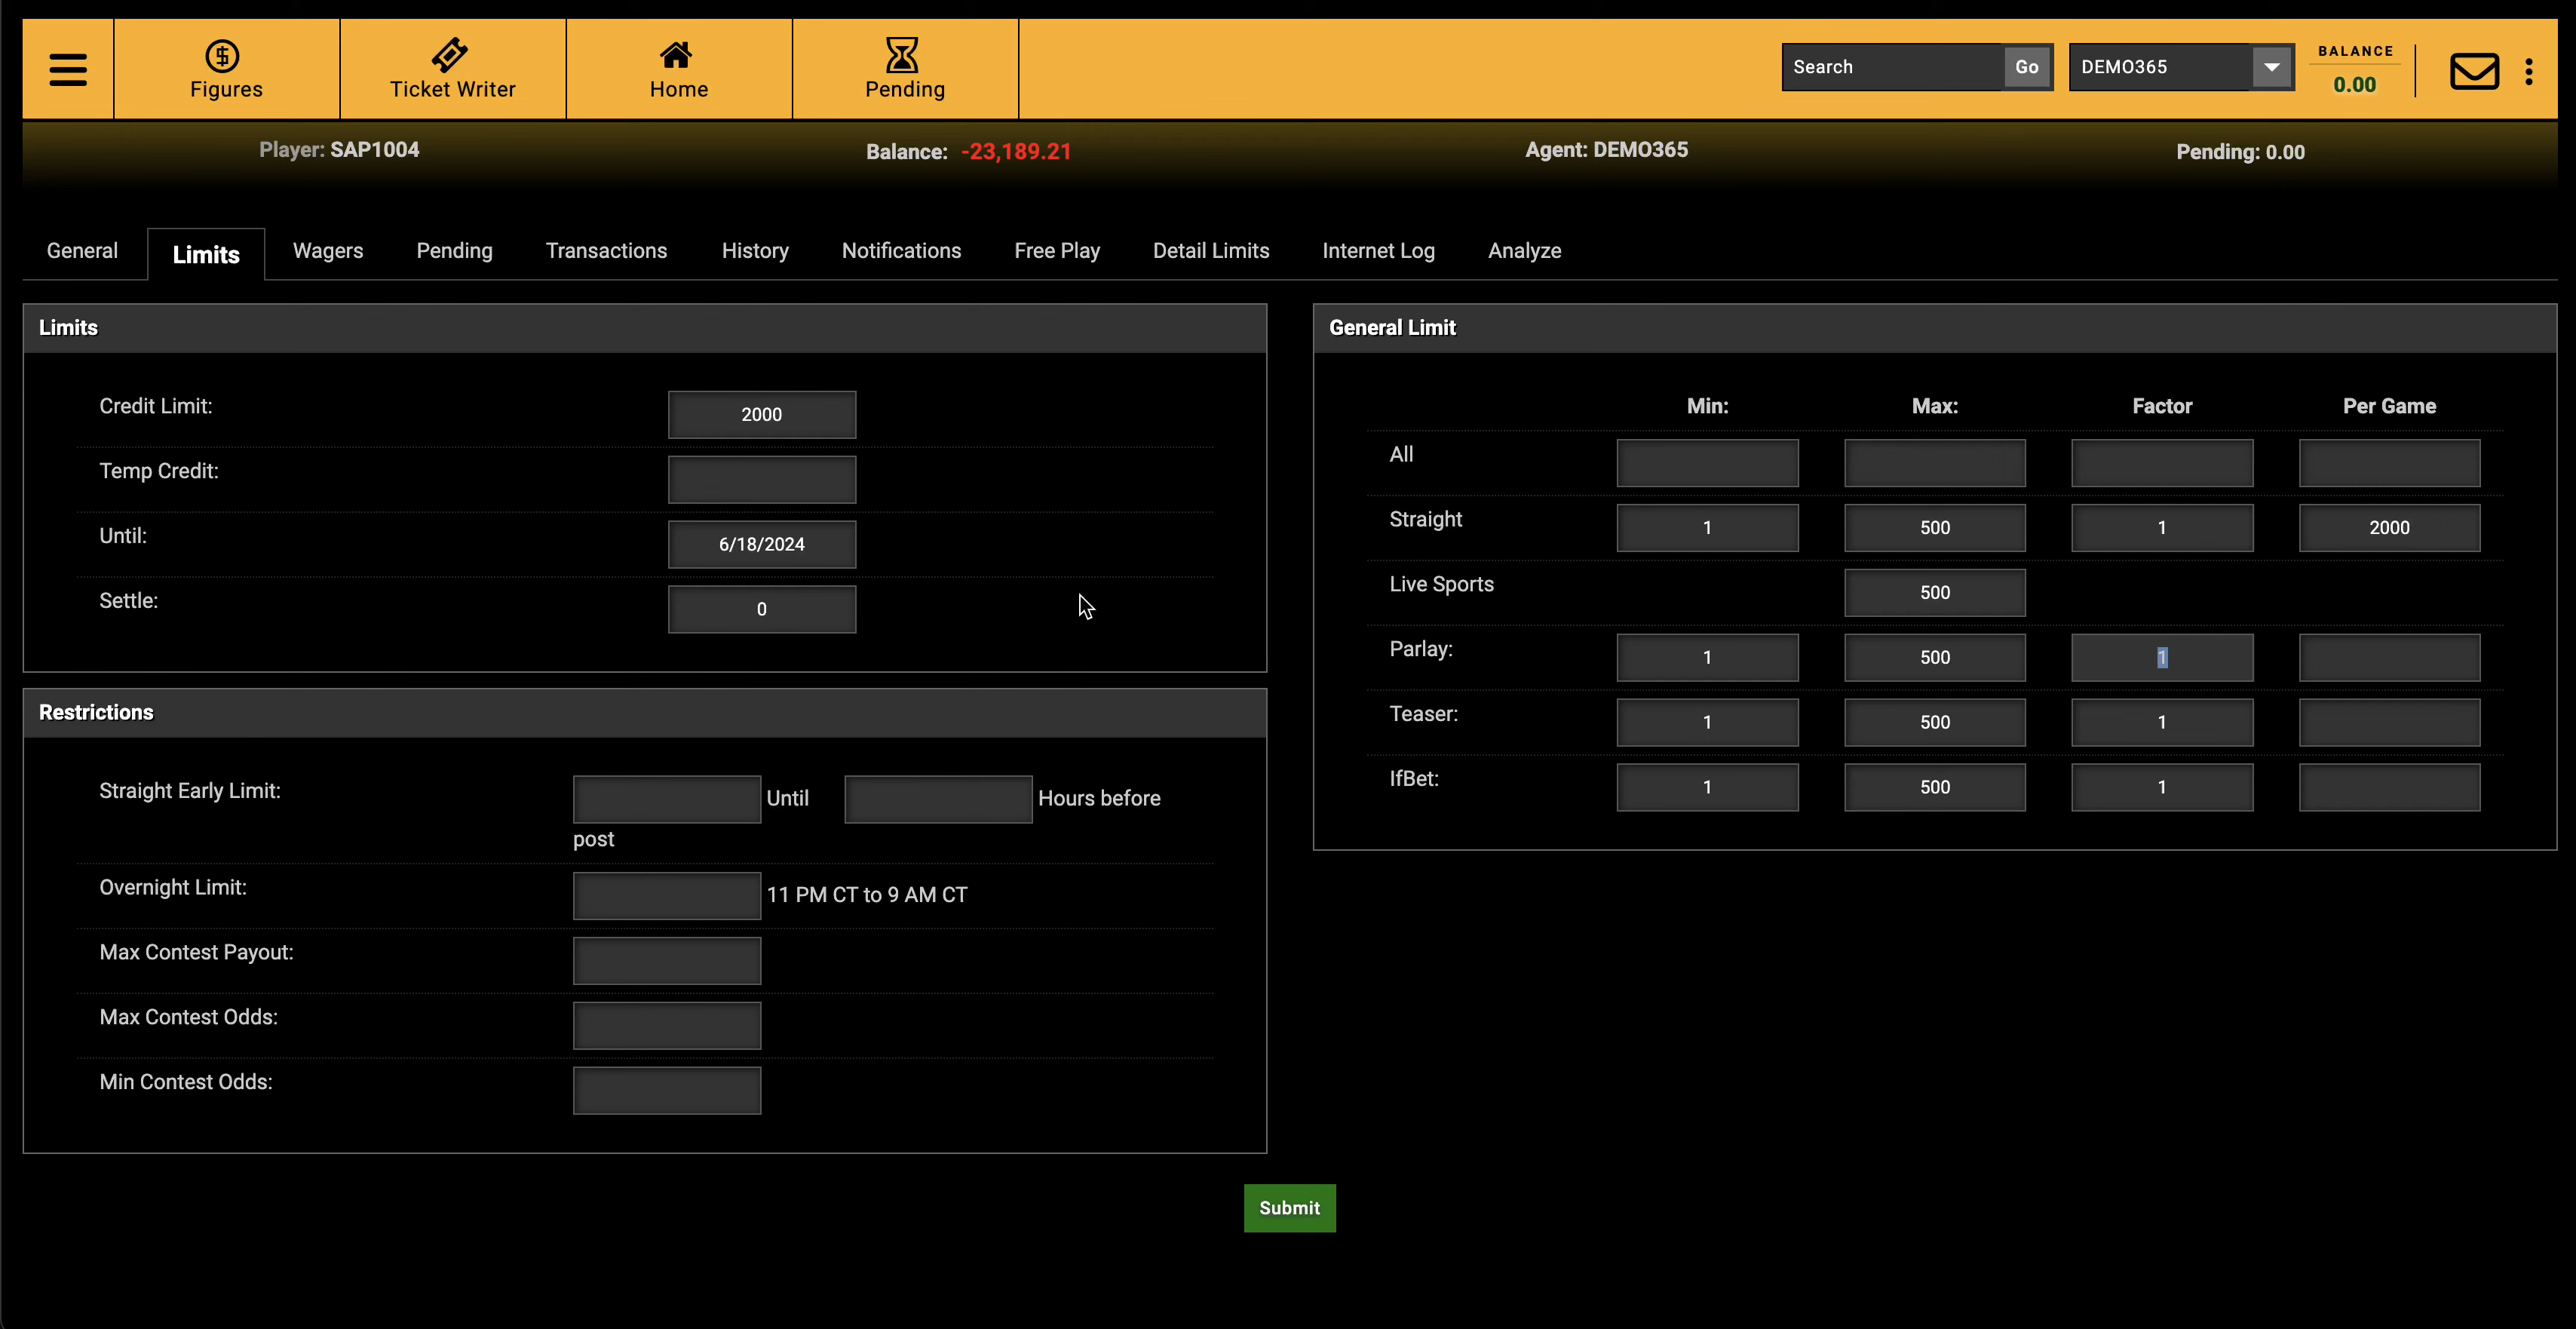 Figures Ticket Writer Home Pending Search Go DEMO365 BALANCE 0.00
Player: SAP1004 Balance: -23,189.21 Agent: DEMO365 Pending: 0.00
General Limits Wagers Pending Transactions History Notifications Free Play Detail Limits Internet Log Analyze
Limits
Credit Limit: 2000
Temp Credit:
Until: 6/18/2024
Settle: 0
Restrictions
Straight Early Limit: Until Hours before
post
Overnight Limit: 11 PM CT to 9 AM CT
Max Contest Payout:
Max Contest Odds:
Min Contest Odds:
General Limit
Min: Max: Factor Per Game
All
Straight 1 500 1 2000
Live Sports 500
Parlay: 1 500 1
Teaser: 1 500 1
IfBet: 1 500 1
Submit